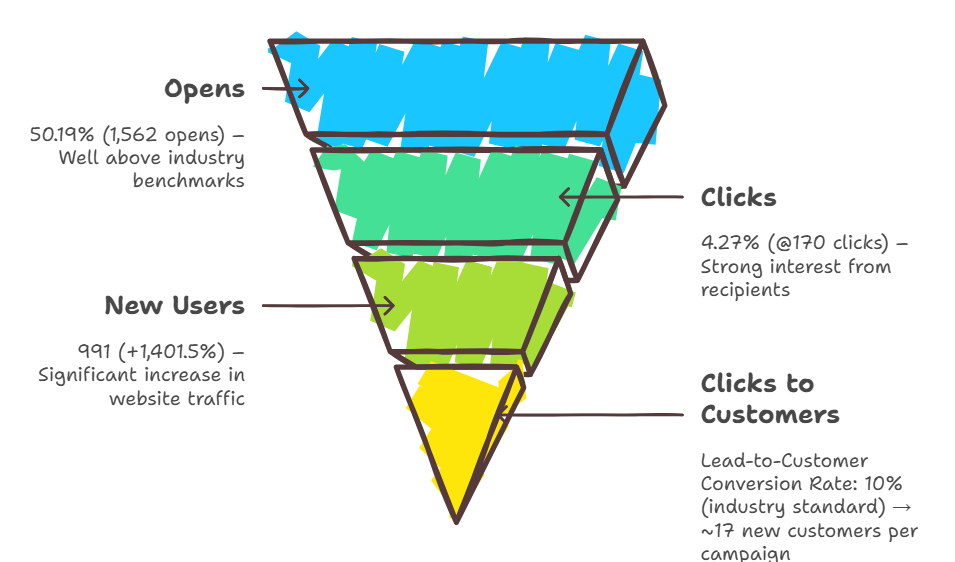 Opens
50.19% (1,562 opens) –
Well above industry
benchmarks
Clicks
4.27% (@170 clicks) –
Strong interest from
recipients
New Users
991 (+1,401.5%) –
Significant increase in
website traffic
Clicks to
Customers
Lead-to-Customer
Conversion Rate: 10%
(industry standard) →
~17 new customers per
campaign